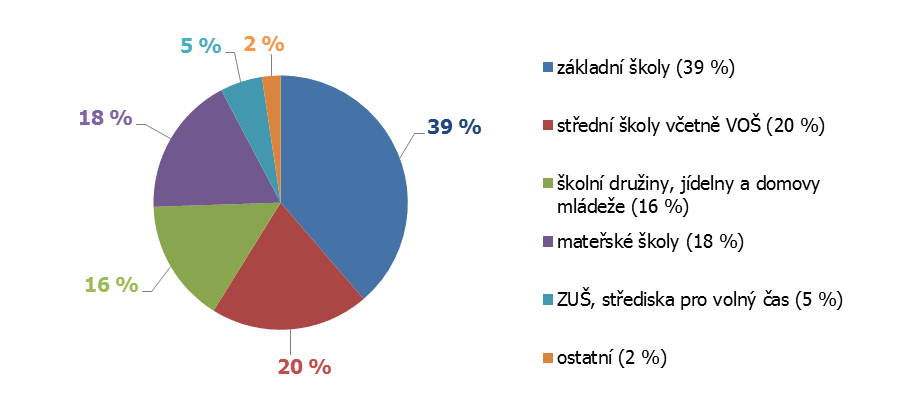 2 %
5 %
18 %
39 %
16 %
20 %
základní školy (39 %)
střední školy včetně VOŠ (20 %)
školní družiny, jídelny a domovy
mládeže (16 %)
mateřské školy (18 %)
ZUŠ, střediska pro volný čas (5 %)
ostatní (2 %)